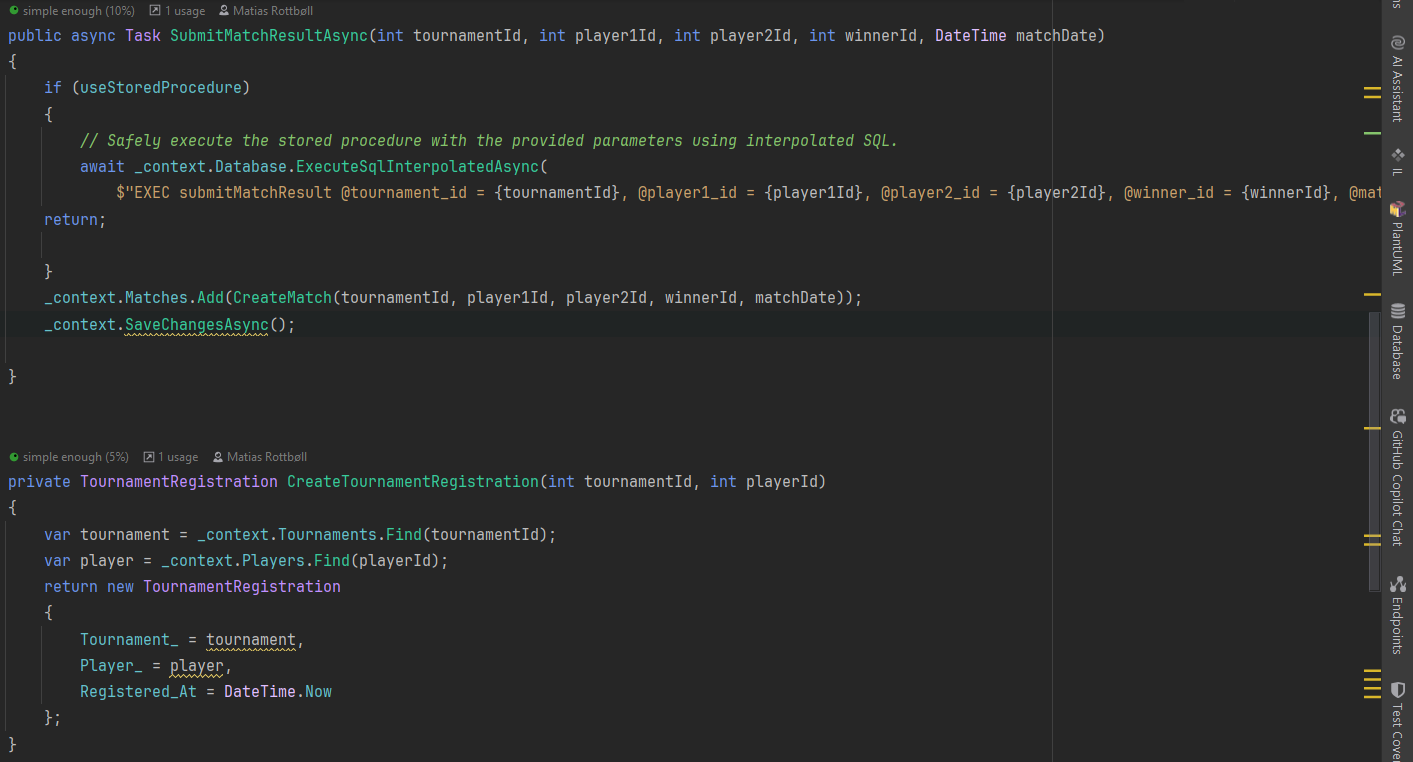 simple enough (10%) 1 usage Matias Rottbøll
public async Task SubmitMatchResultAsync(int tournamentId, int player1Id, int player2Id, int winnerId, DateTime matchDate)
{
if (useStoredProcedure)
{
// Safely execute the stored procedure with the provided parameters using interpolated SQL.
await _context.Database.ExecuteSqlInterpolatedAsync(
$"EXEC submitMatchResult @tournament_id = {tournamentId}, @player1_id = {player1Id}, @player2_id = {player2Id}, @winner_id = {winnerId}, @mat
return;
}
_context.Matches.Add(CreateMatch(tournamentId, player1Id, player2Id, winnerId, matchDate));
_context.SaveChangesAsync();
}
simple enough (5%) 1 usage Matias Rottbøll
private TournamentRegistration CreateTournamentRegistration(int tournamentId, int playerId)
{
var tournament = _context.Tournaments.Find(tournamentId);
var player = _context.Players.Find(playerId);
return new TournamentRegistration
{
Tournament_ = tournament,
Player_ = player,
Registered_At = DateTime.Now
};
}
AI Assistant
IL
PlantUML
Database
GitHub Copilot Chat
Endpoints
Test Cover